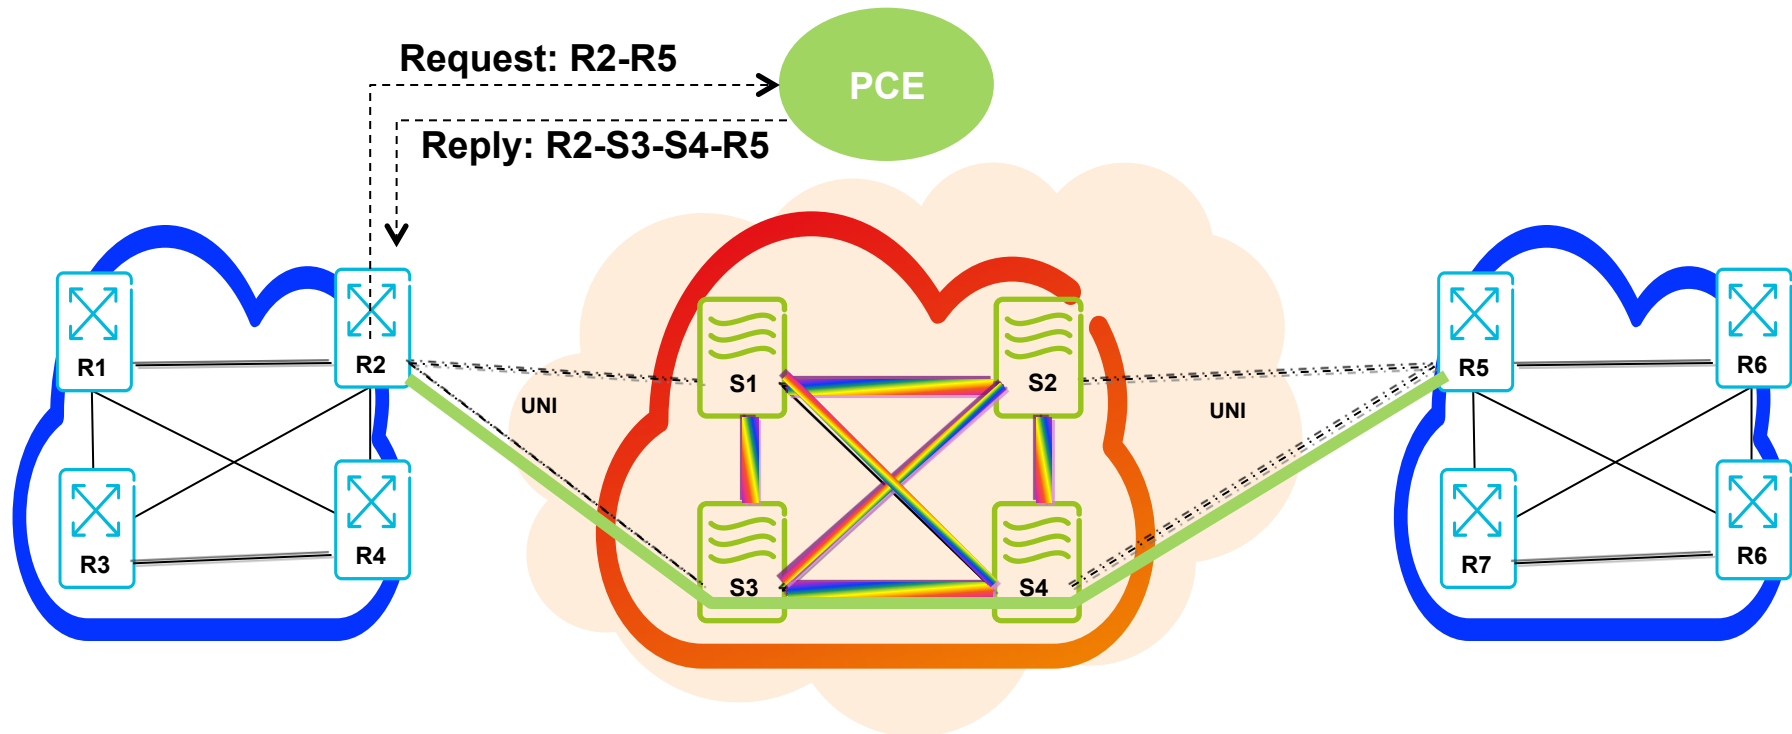 Request: R2-R5
PCE
Reply: R2-S3-S4-R5
R1
R2
S1
S2
R5
R6
UNI
UNI
R3
R4
S3
S4
R7
R6